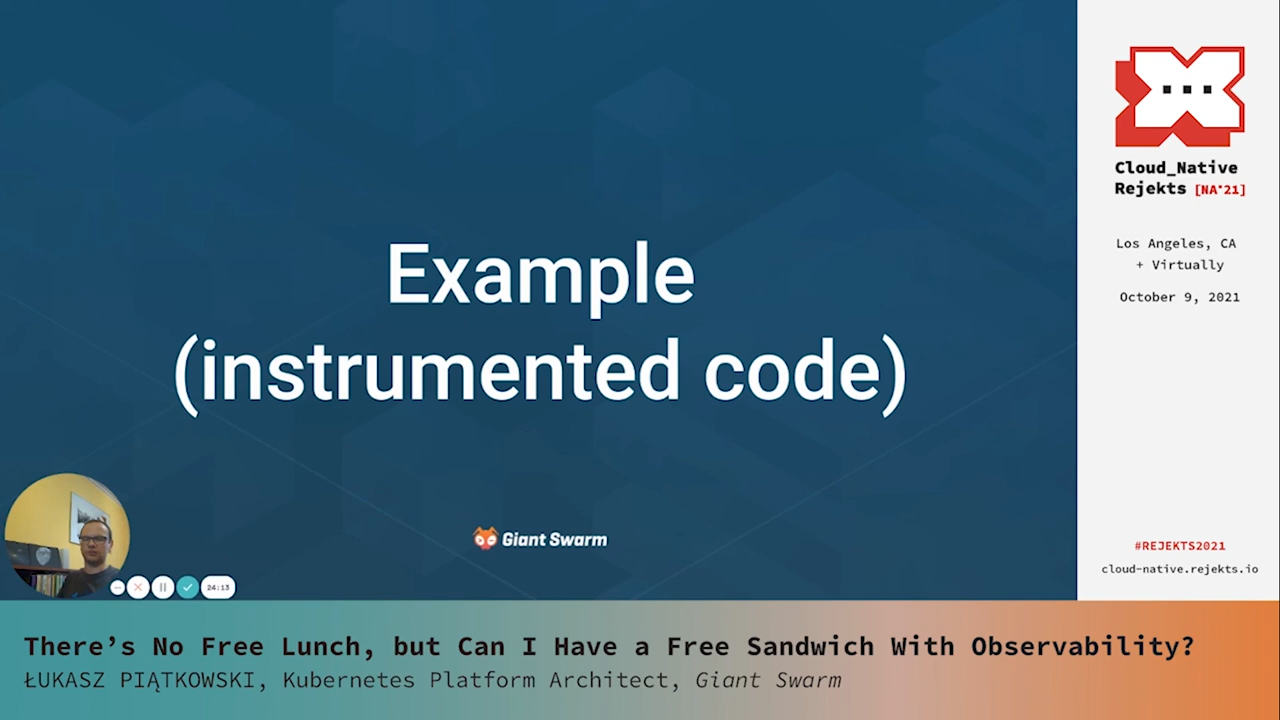 Example
(instrumented code)
Giant Swarm
24:13
Cloud_Native
Rejekts [NA'21]
Los Angeles, CA
+ Virtually
October 9, 2021
#REJEKTS2021
cloud-native.rejekts.io
There’s No Free Lunch, but Can I Have a Free Sandwich With Observability?
ŁUKASZ PIĄTKOWSKI, Kubernetes Platform Architect, Giant Swarm